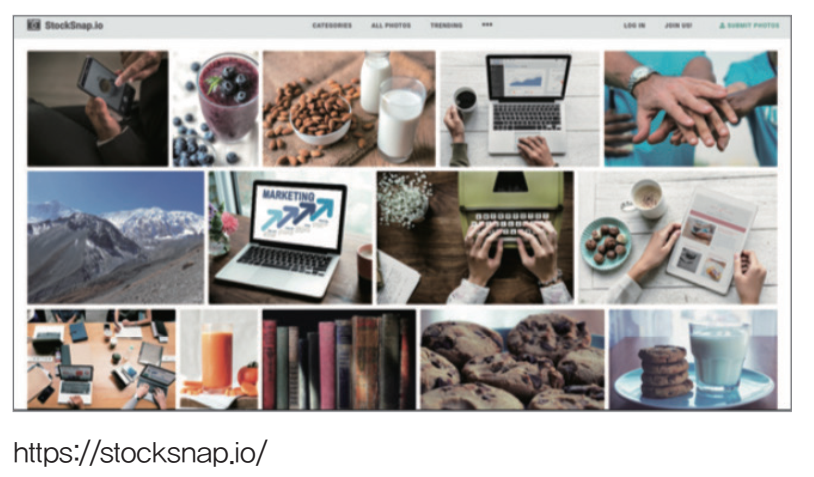 StockSnap.io
CATEGORIES ALL PHOTOS TRENDING •••
LOG IN JOIN US! SUBMIT PHOTOS
MARKETING
https://stocksnap.io/